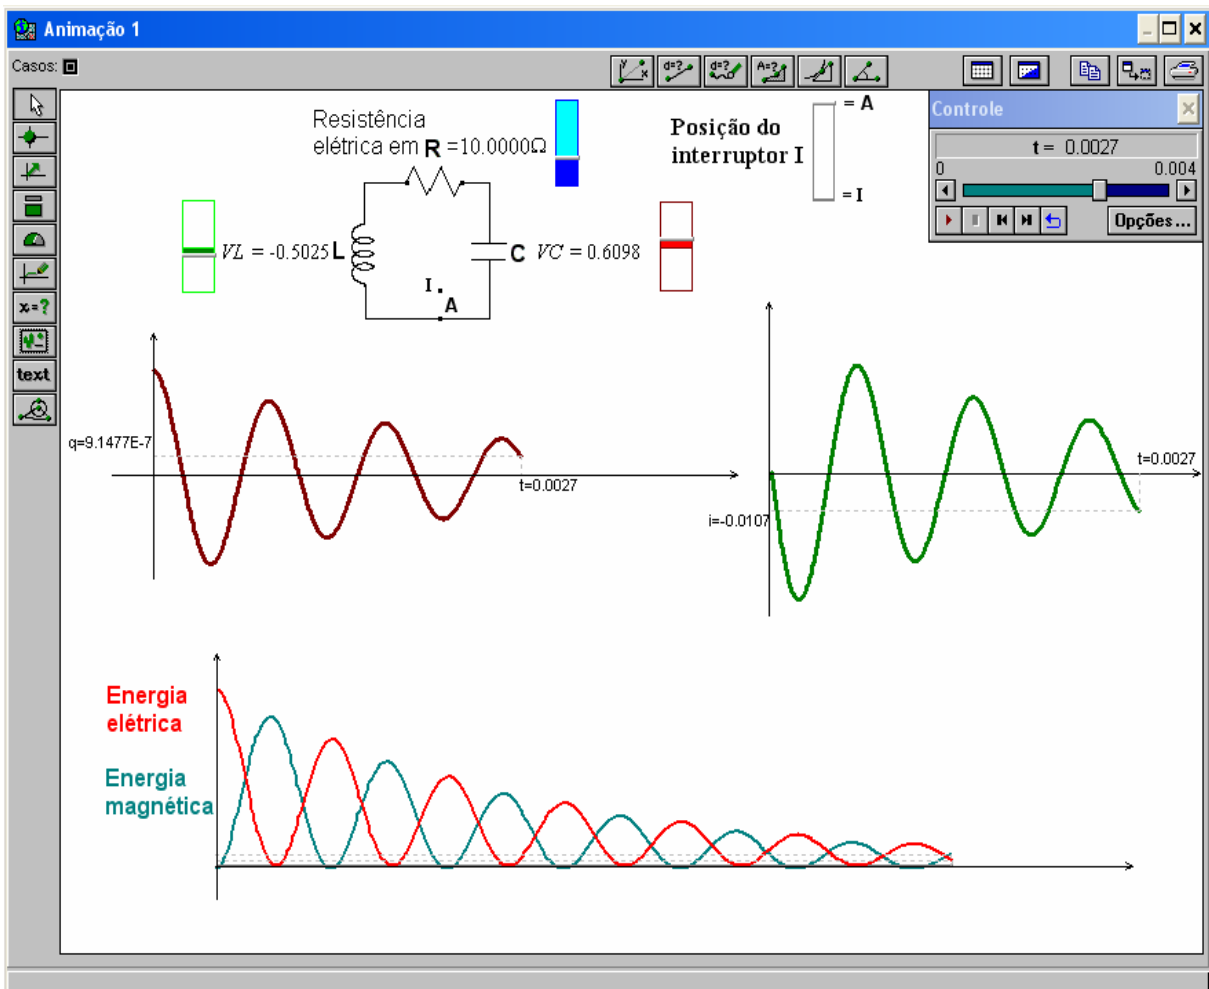 Animação 1
Casos:
y x
d=?
d=?
A=?
Resistência
elétrica em R =10.0000Ω
Posição do
interruptor I
= A
= I
Controle
t = 0.0027
0 0.004
Opções...
x=?
text
VL = -0.5025 L
C VC = 0.6098
I
A
q=9.1477E-7
t=0.0027
t=0.0027
i=-0.0107
Energia
elétrica
Energia
magnética